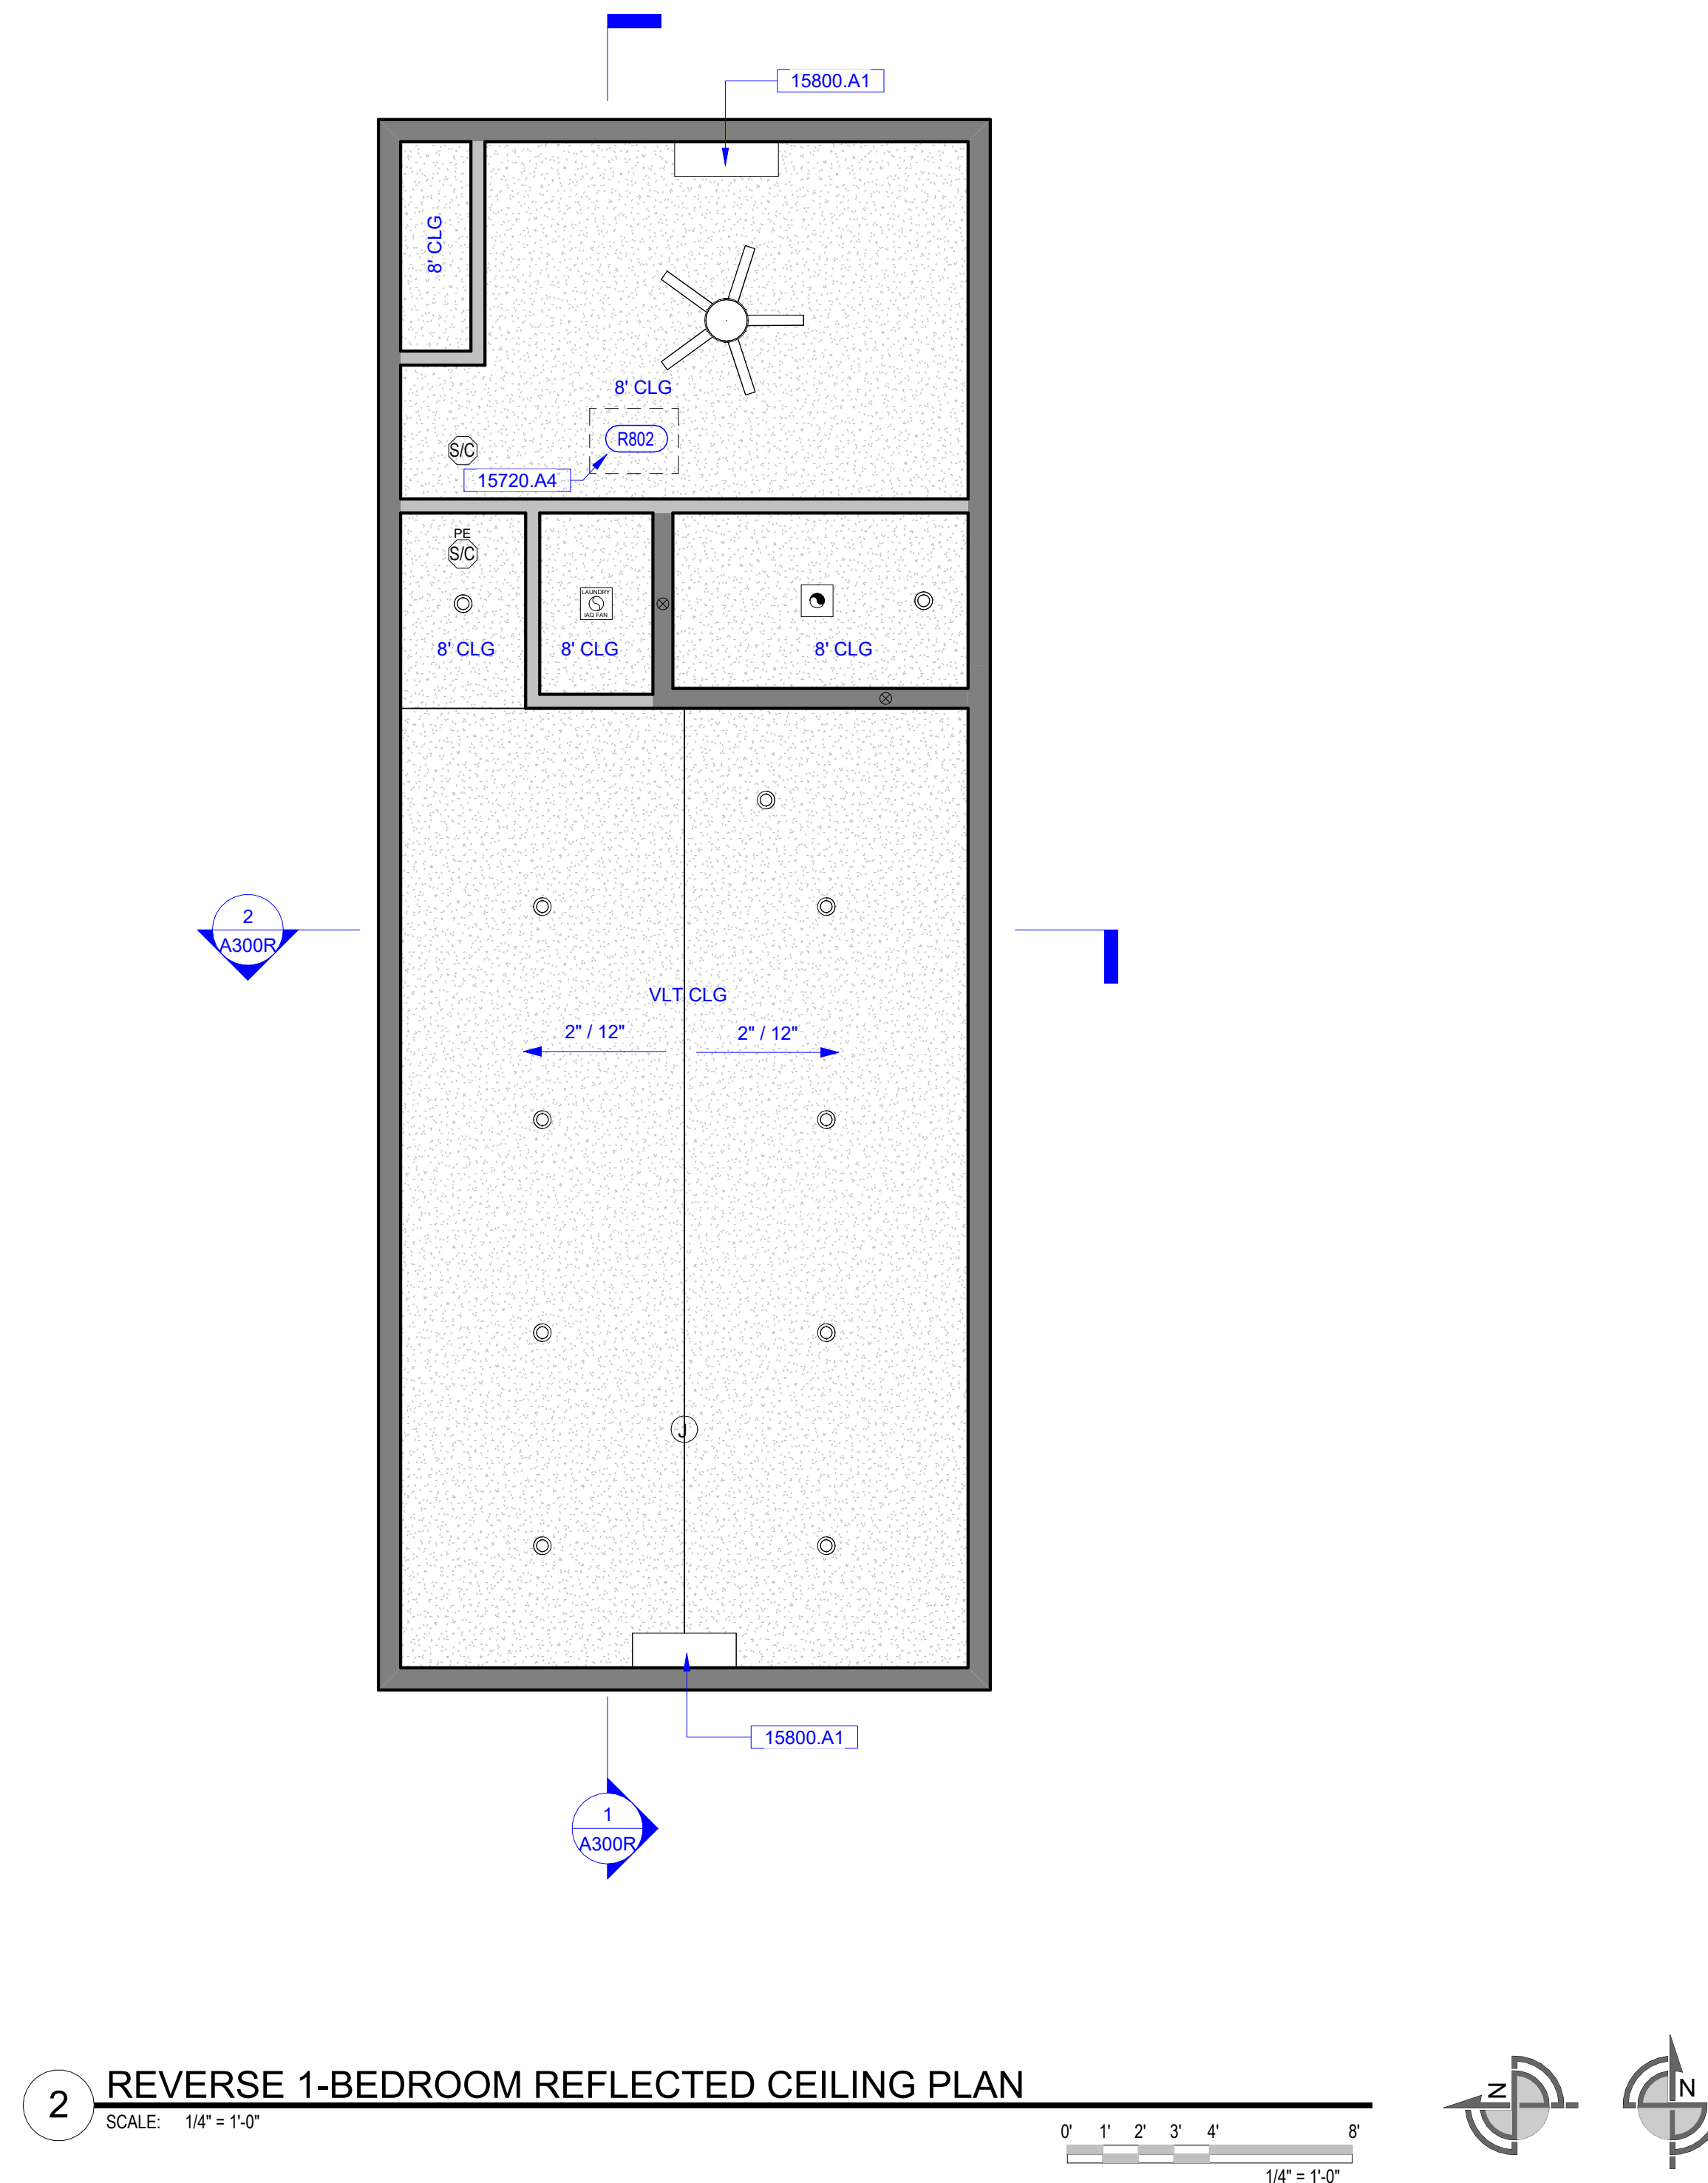 15800.A1
8' CLG
8' CLG
R802
S/C
15720.A4
PE
S/C
LAUNDRY
IAQ FAN
8' CLG
8' CLG
8' CLG
2
A300R
VLT CLG
2" / 12"
2" / 12"
J
15800.A1
1
A300R
2
REVERSE 1-BEDROOM REFLECTED CEILING PLAN
SCALE: 1/4" = 1'-0"
0' 1' 2' 3' 4' 8'
1/4" = 1'-0"
N
N